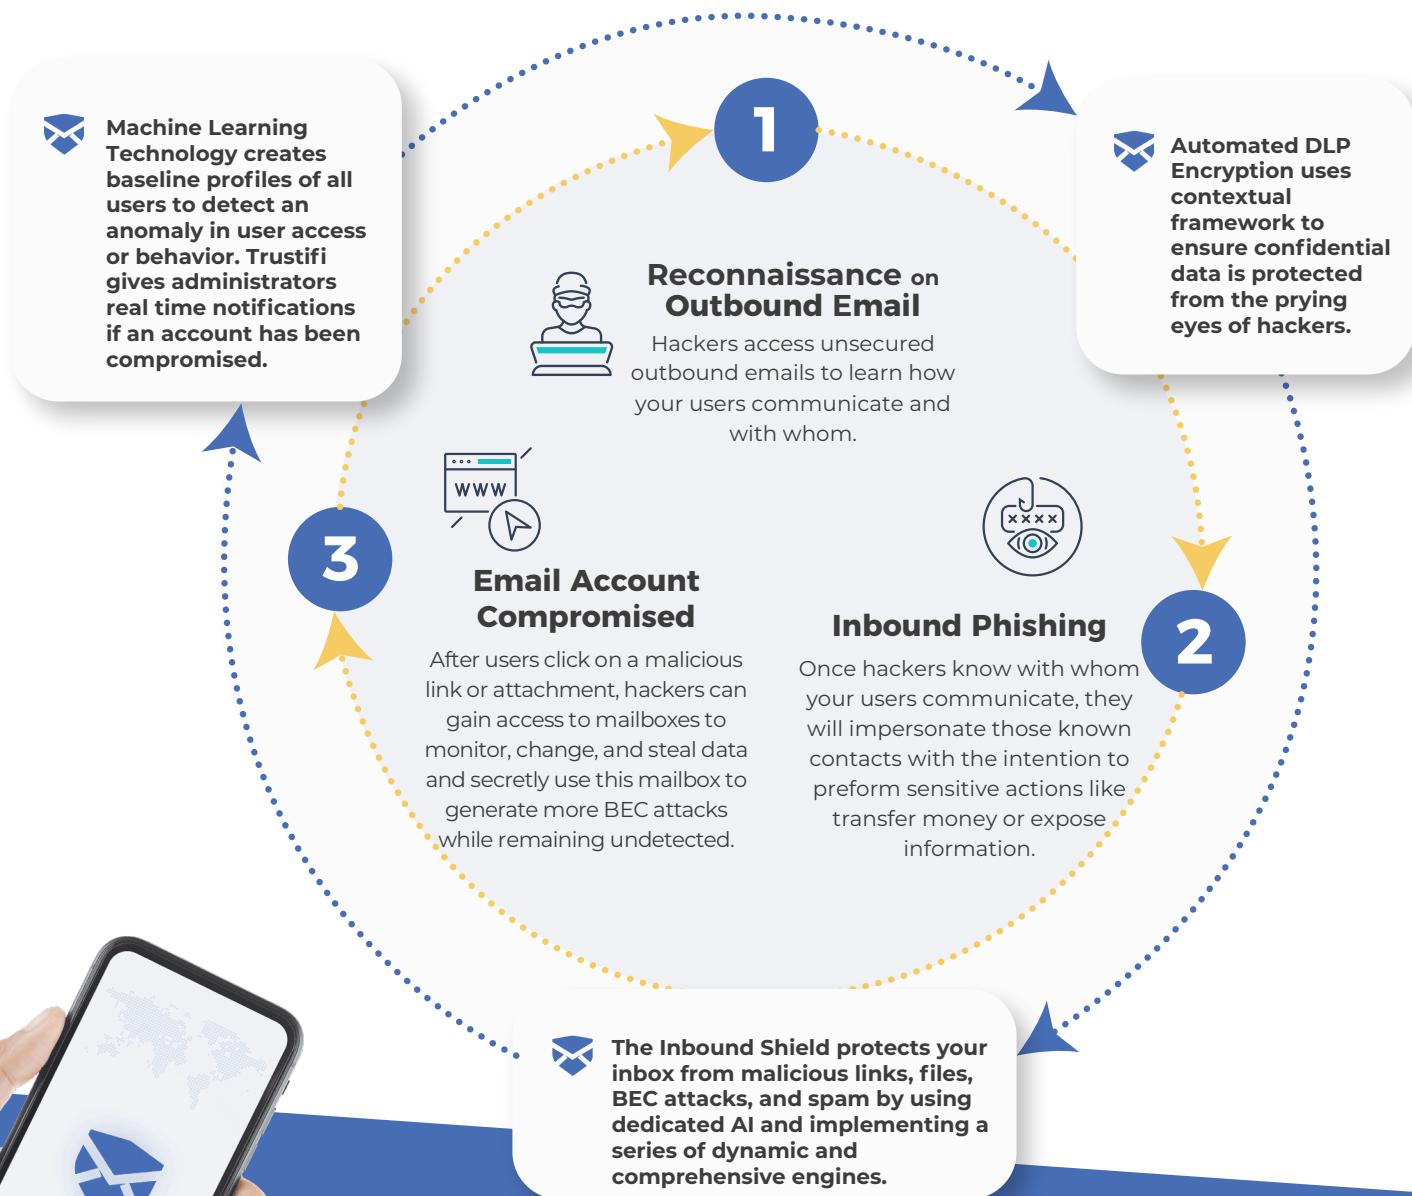 Machine Learning
Technology creates
baseline profiles of all
users to detect an
anomaly in user access
or behavior. Trustifi
gives administrators
real time notifications
if an account has been
compromised.
1
Automated DLP
Encryption uses
contextual
framework to
ensure confidential
data is protected
from the prying
eyes of hackers.
Reconnaissance on
Outbound Email
Hackers access unsecured
outbound emails to learn how
your users communicate and
with whom.
WWW
3
Email Account
Compromised
After users click on a malicious
link or attachment, hackers can
gain access to mailboxes to
monitor, change, and steal data
and secretly use this mailbox to
generate more BEC attacks
while remaining undetected.
xxxx
Inbound Phishing
2
Once hackers know with whom
your users communicate, they
will impersonate those known
contacts with the intention to
preform sensitive actions like
transfer money or expose
information.
The Inbound Shield protects your
inbox from malicious links, files,
BEC attacks, and spam by using
dedicated AI and implementing a
series of dynamic and
comprehensive engines.